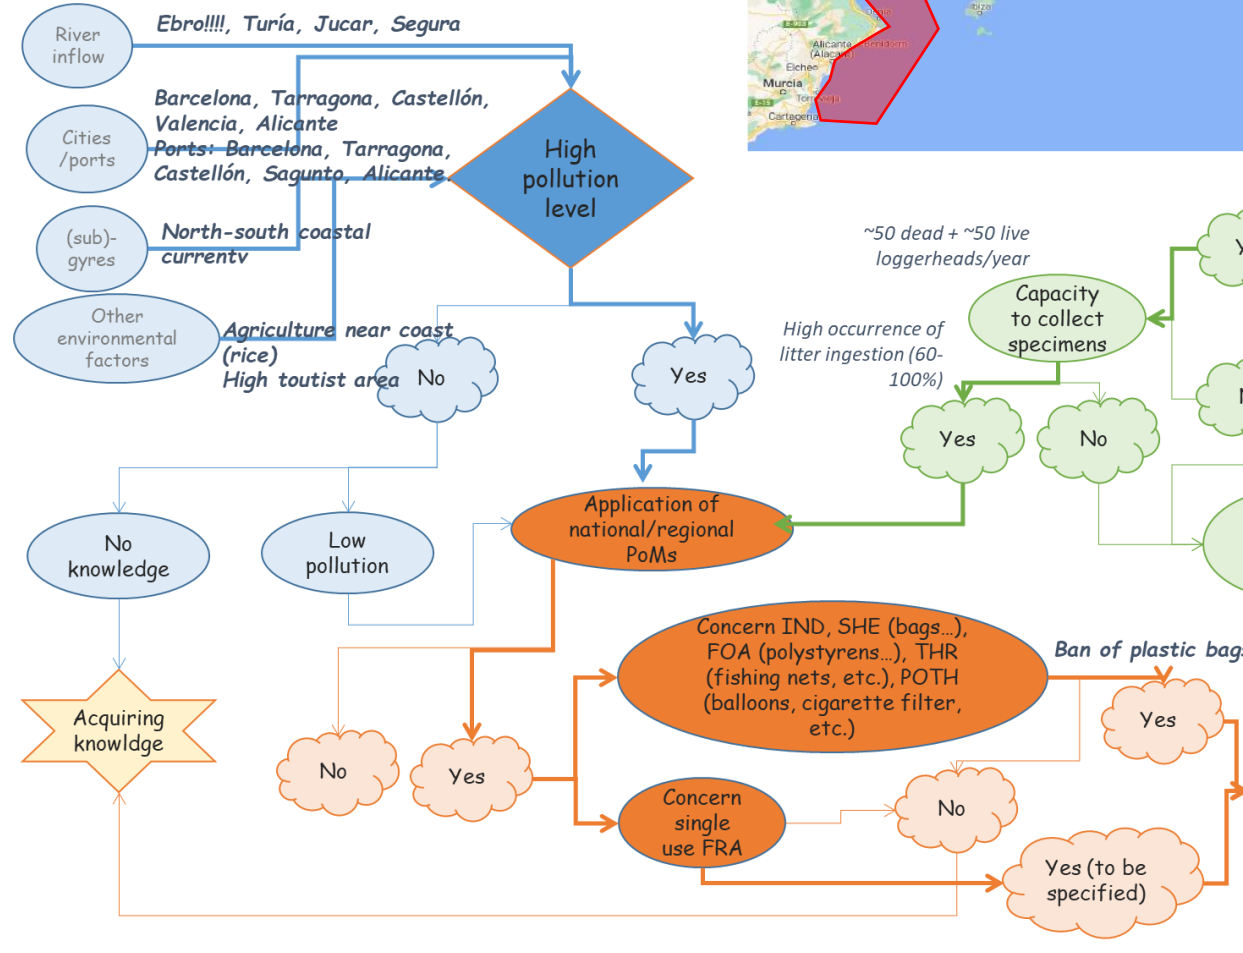 River
inflow
Ebro!!!!, Turía, Jucar, Segura
Cities
/ports
Barcelona, Tarragona, Castellón,
Valencia, Alicante
Ports: Barcelona, Tarragona,
Castellón, Sagunto, Alicante.
(sub)-
gyres
North-south coastal
currentv
Other
environmental
factors
Agriculture near coast
(rice)
High toutist area
High
pollution
level
No
Yes
No
knowledge
Low
pollution
Acquiring
knowldge
Application of
national/regional
PoMs
No
Yes
Concern IND, SHE (bags…),
FOA (polystyrens…), THR
(fishing nets, etc.), POTH
(balloons, cigarette filter,
etc.)
Ban of plastic bags
Yes
Concern
single
use FRA
No
Yes (to be
specified)
~50 dead + ~50 live
loggerheads/year
Capacity
to collect
specimens
High occurrence of
litter ingestion (60-
100%)
Yes
No
Denia
Benidorm
Alicante
(Alacant)
Elche
Murcia
Torrevieja
E-15
Cartagena